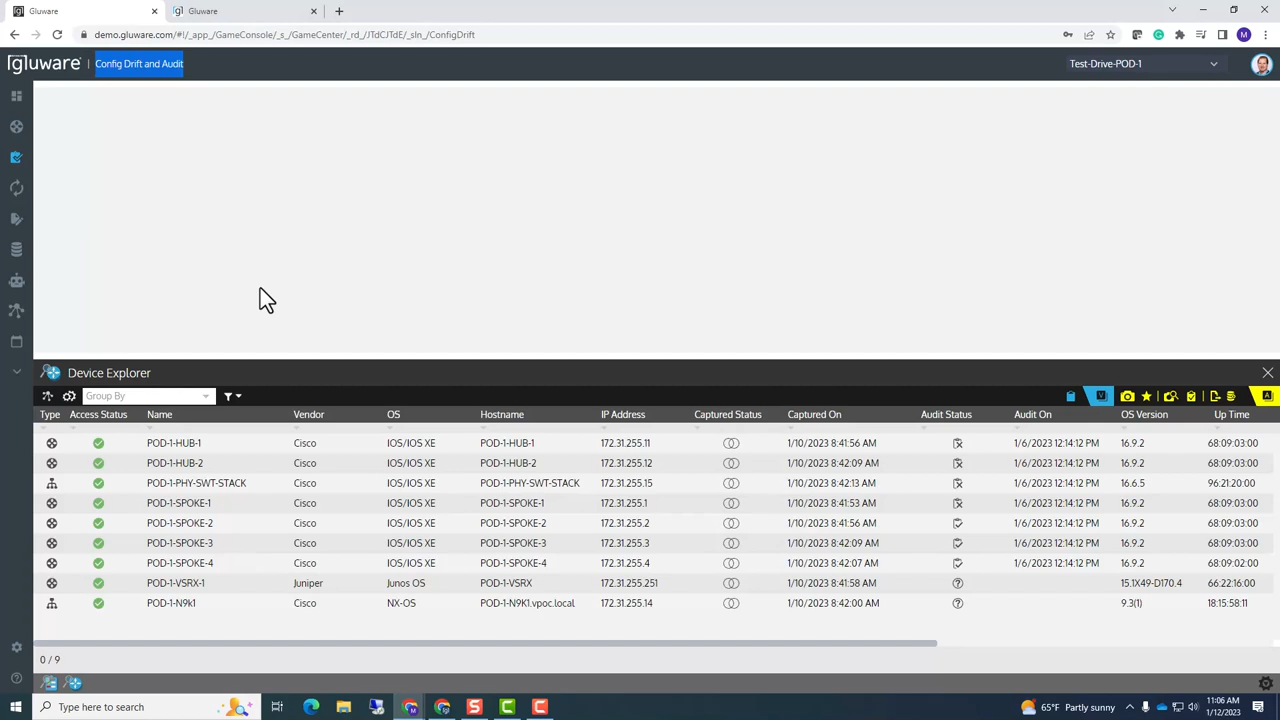 Gluware
Gluware
demo.gluware.com/#!/_app_/GameConsole/_s_/GameCenter/_rd_/JTdCJTdE/_sln_/ConfigDrift
M
[gluware] | Config Drift and Audit
Test-Drive-POD-1
Device Explorer
Group By
V
A
Type Access Status Name Vendor OS Hostname IP Address Captured Status Captured On Audit Status Audit On OS Version Up Time
POD-1-HUB-1 Cisco IOS/IOS XE POD-1-HUB-1 172.31.255.11 1/10/2023 8:41:56 AM 1/6/2023 12:14:12 PM 16.9.2 68:09:03:00
POD-1-HUB-2 Cisco IOS/IOS XE POD-1-HUB-2 172.31.255.12 1/10/2023 8:42:09 AM 1/6/2023 12:14:12 PM 16.9.2 68:09:03:00
POD-1-PHY-SWT-STACK Cisco IOS/IOS XE POD-1-PHY-SWT-STACK 172.31.255.15 1/10/2023 8:42:13 AM 1/6/2023 12:14:12 PM 16.6.5 96:21:20:00
POD-1-SPOKE-1 Cisco IOS/IOS XE POD-1-SPOKE-1 172.31.255.1 1/10/2023 8:41:53 AM 1/6/2023 12:14:12 PM 16.9.2 68:09:03:00
POD-1-SPOKE-2 Cisco IOS/IOS XE POD-1-SPOKE-2 172.31.255.2 1/10/2023 8:41:56 AM 1/6/2023 12:14:12 PM 16.9.2 68:09:03:00
POD-1-SPOKE-3 Cisco IOS/IOS XE POD-1-SPOKE-3 172.31.255.3 1/10/2023 8:42:09 AM 1/6/2023 12:14:12 PM 16.9.2 68:09:03:00
POD-1-SPOKE-4 Cisco IOS/IOS XE POD-1-SPOKE-4 172.31.255.4 1/10/2023 8:42:07 AM 1/6/2023 12:14:12 PM 16.9.2 68:09:02:00
POD-1-VSRX-1 Juniper Junos OS POD-1-VSRX 172.31.255.251 1/10/2023 8:41:58 AM 15.1X49-D170.4 66:22:16:00
POD-1-N9k1 Cisco NX-OS POD-1-N9K1.vpoc.local 172.31.255.14 1/10/2023 8:42:00 AM 9.3(1) 18:15:58:11
0 / 9
Type here to search
65°F Partly sunny
11:06 AM
1/12/2023